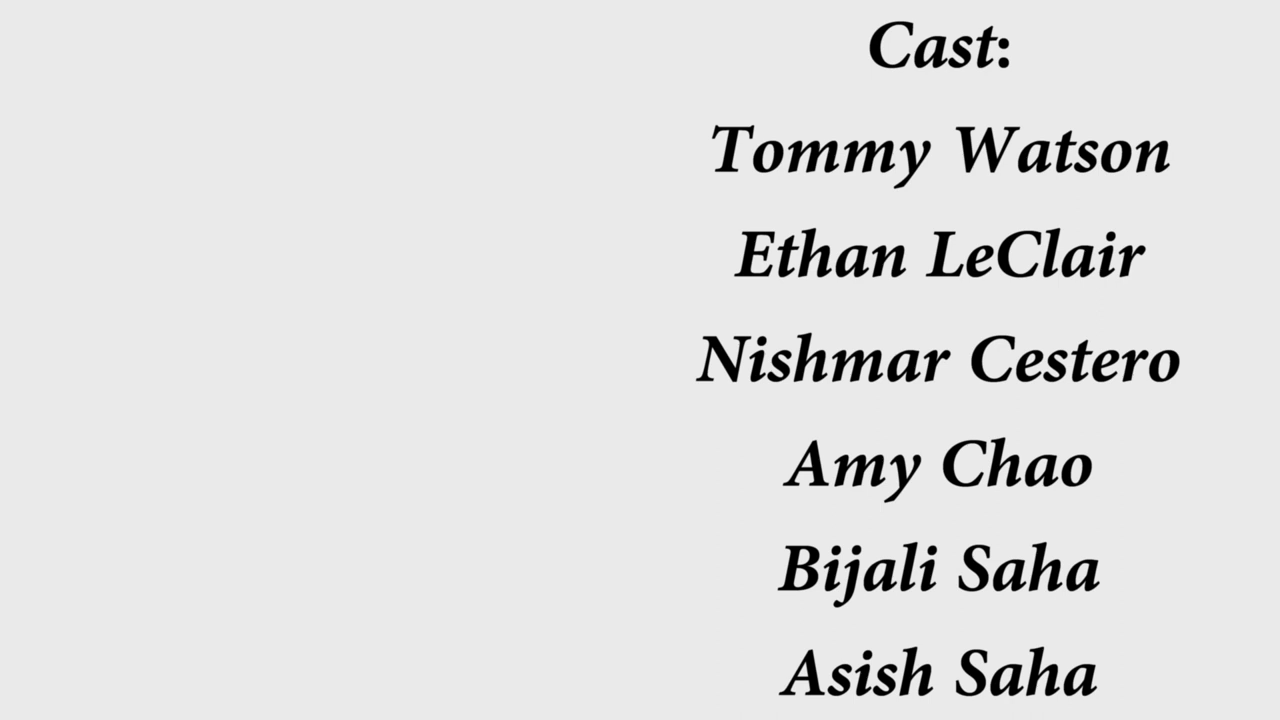 Cast:
Tommy Watson
Ethan LeClair
Nishmar Cestero
Amy Chao
Bijali Saha
Asish Saha